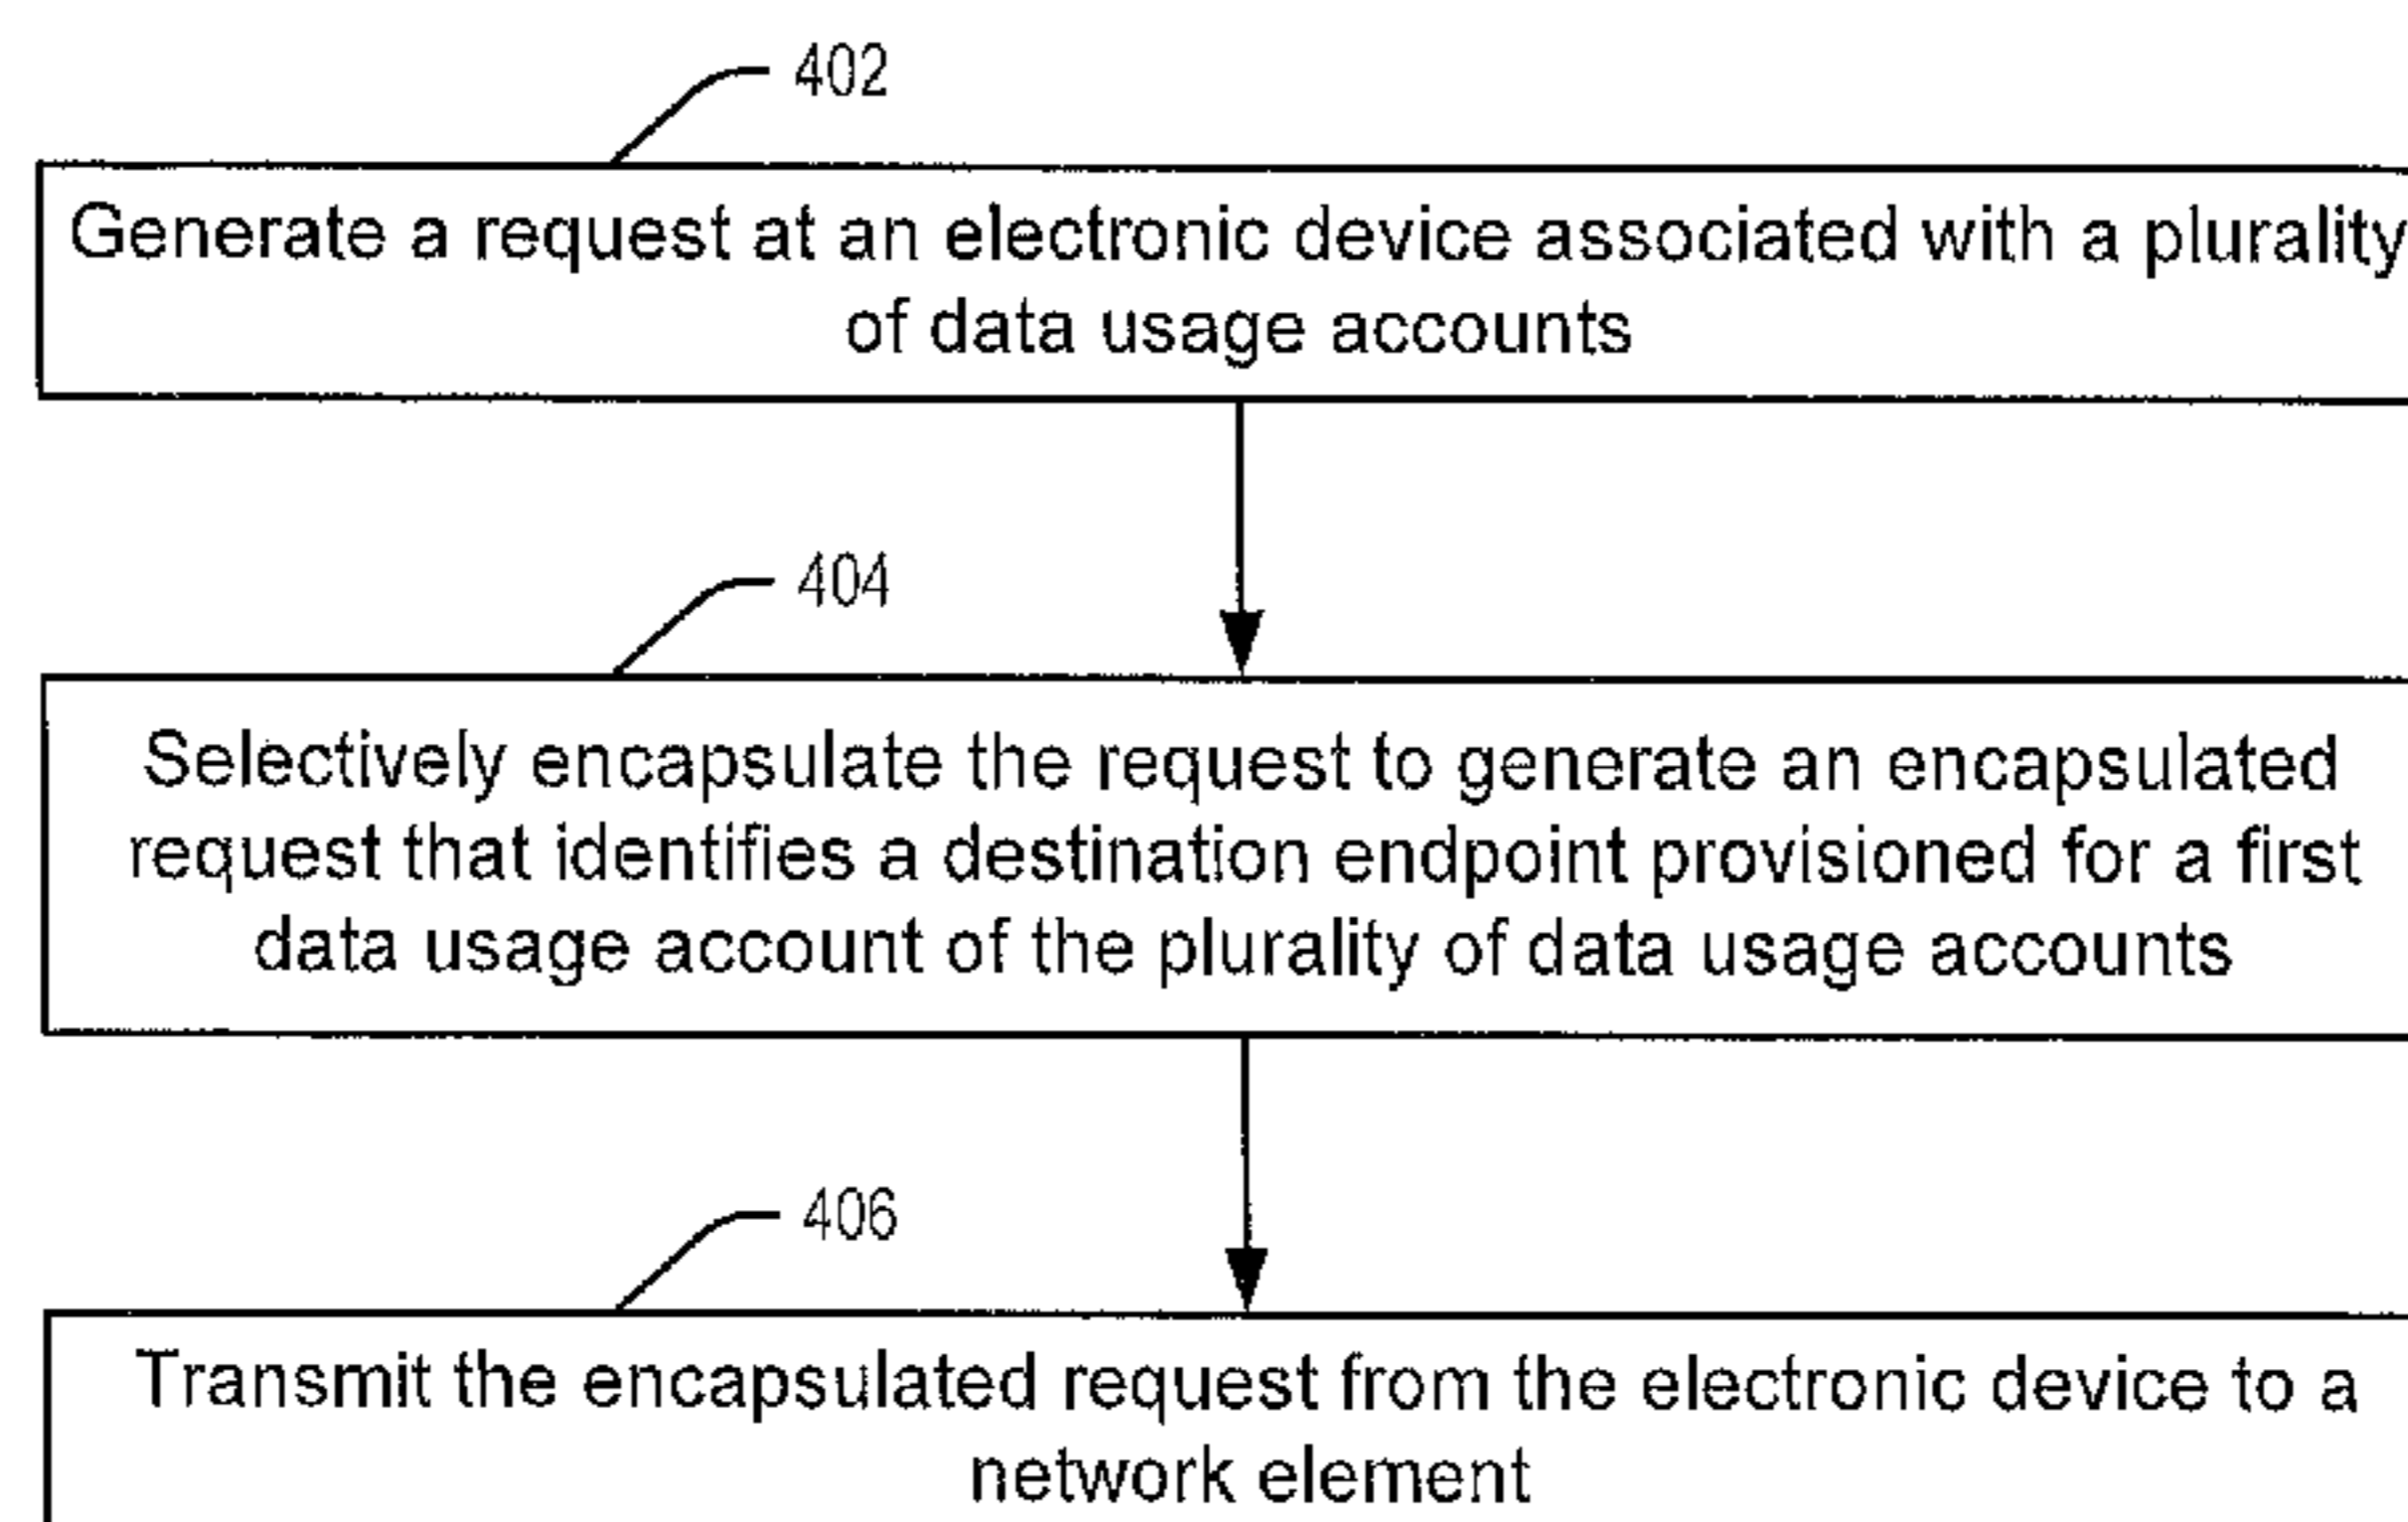 402
Generate a request at an electronic device associated with a plurality
of data usage accounts
404
Selectively encapsulate the request to generate an encapsulated
request that identifies a destination endpoint provisioned for a first
data usage account of the plurality of data usage accounts
406
Transmit the encapsulated request from the electronic device to a
network element